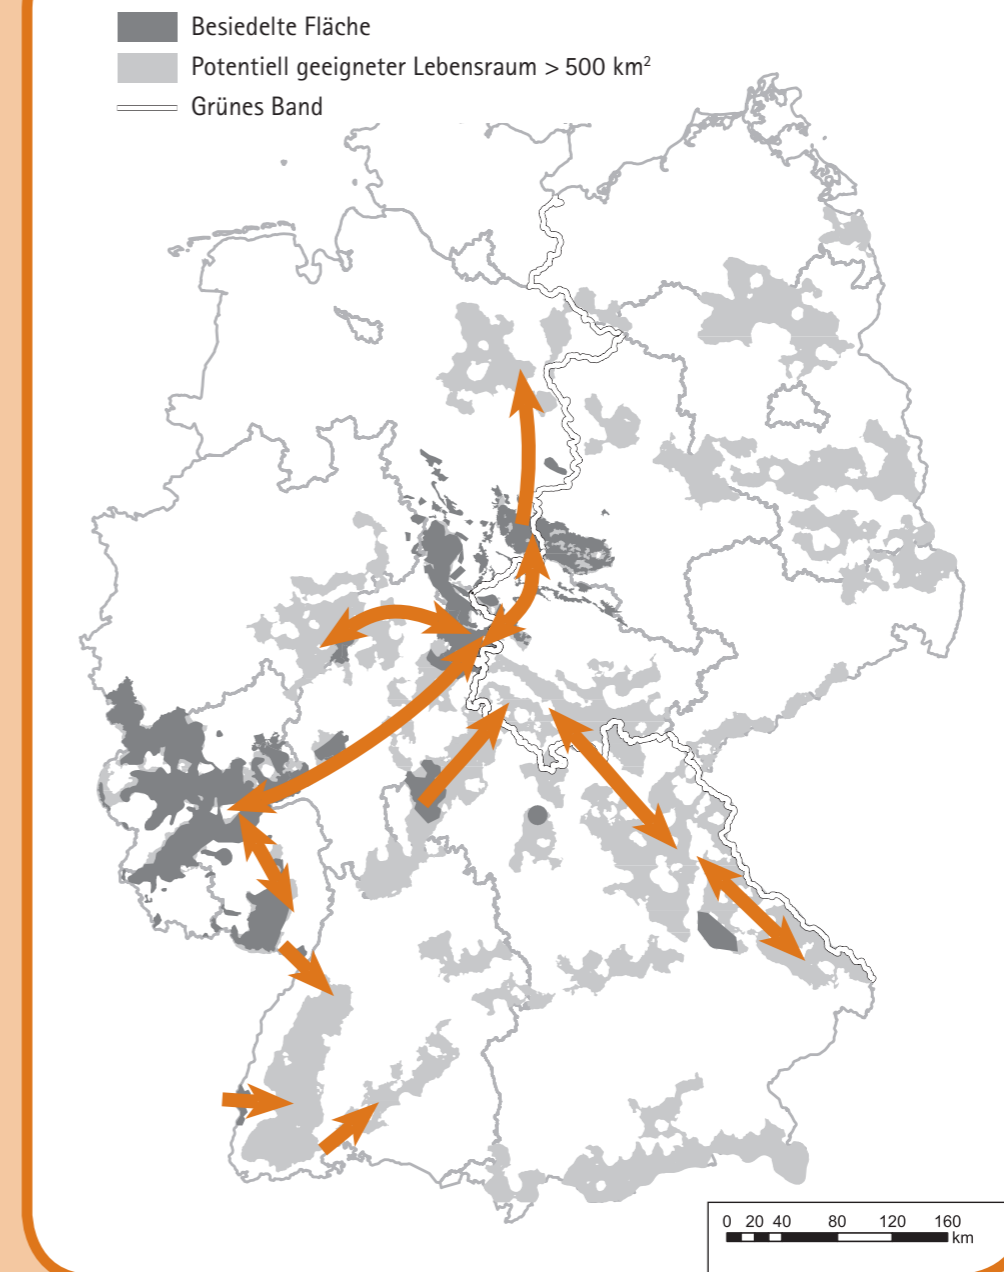 Besiedelte Fläche
Potentiell geeigneter Lebensraum > 500 km²
Grünes Band
0 20 40 80 120 160
km